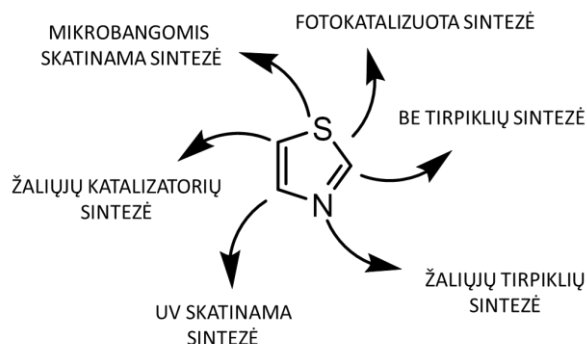 MIKROBANGOMIS
SKATINAMA SINTEZĖ
FOTOKATALIZUOTA SINTEZĖ
S
BE TIRPIKLIŲ SINTEZĖ
ŽALIŲJŲ KATALIZATORIŲ
SINTEZĖ
N
ŽALIŲJŲ TIRPIKLIŲ
SINTEZĖ
UV SKATINAMA
SINTEZĖ